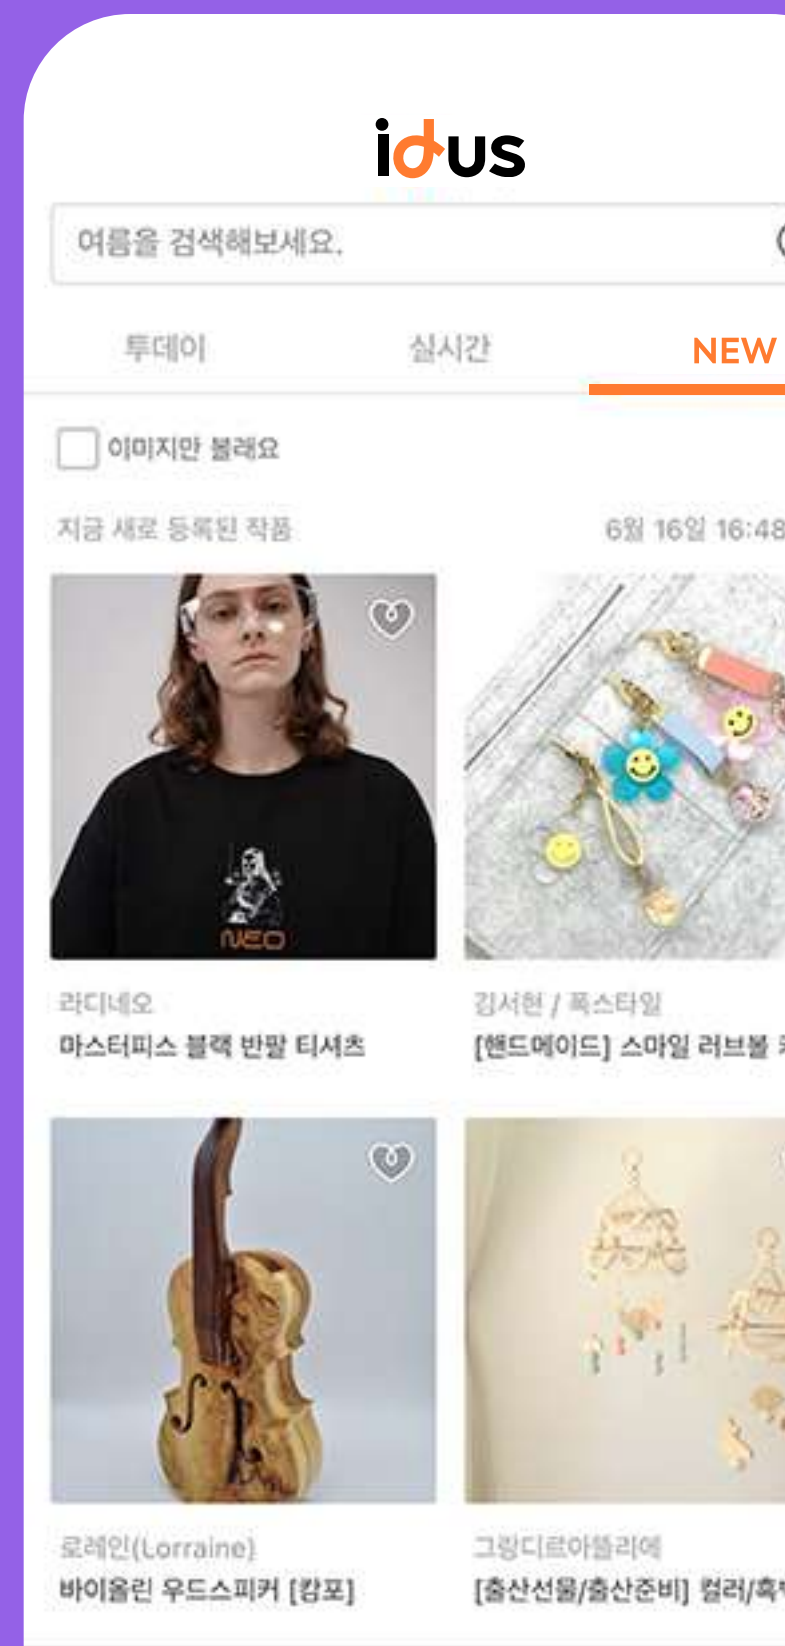 idus
여름을 검색해보세요.
투데이 실시간 NEW
이미지만 볼래요
지금 새로 등록된 작품 6월 16일 16:48
NEO
라디네오 김서현 / 폭스타일
마스터피스 블랙 반팔 티셔츠 [핸드메이드] 스마일 러브볼
로레인(Lorraine) 그랑디르아뜰리에
바이올린 우드스피커 [캄포] [출산선물/출산준비] 컬러/흑백